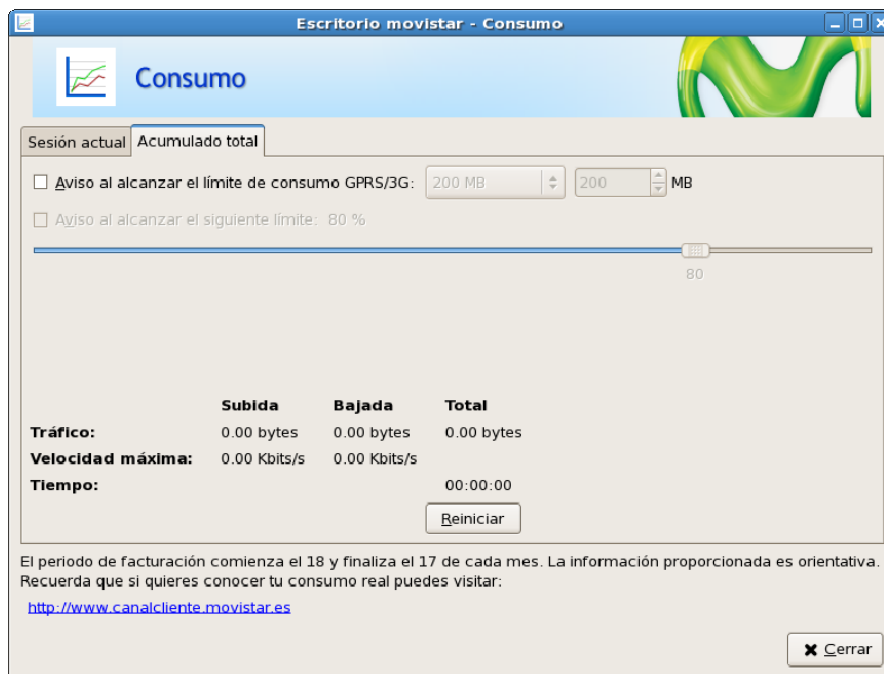 Escritorio movistar - Consumo
Consumo
Sesión actual Acumulado total
Aviso al alcanzar el límite de consumo GPRS/3G: 200 MB 200 MB
Aviso al alcanzar el siguiente límite: 80 %
80
Subida Bajada Total
Tráfico: 0.00 bytes 0.00 bytes 0.00 bytes
Velocidad máxima: 0.00 Kbits/s 0.00 Kbits/s
Tiempo: 00:00:00
Reiniciar
El periodo de facturación comienza el 18 y finaliza el 17 de cada mes. La información proporcionada es orientativa.
Recuerda que si quieres conocer tu consumo real puedes visitar:
http://www.canalcliente.movistar.es
Cerrar